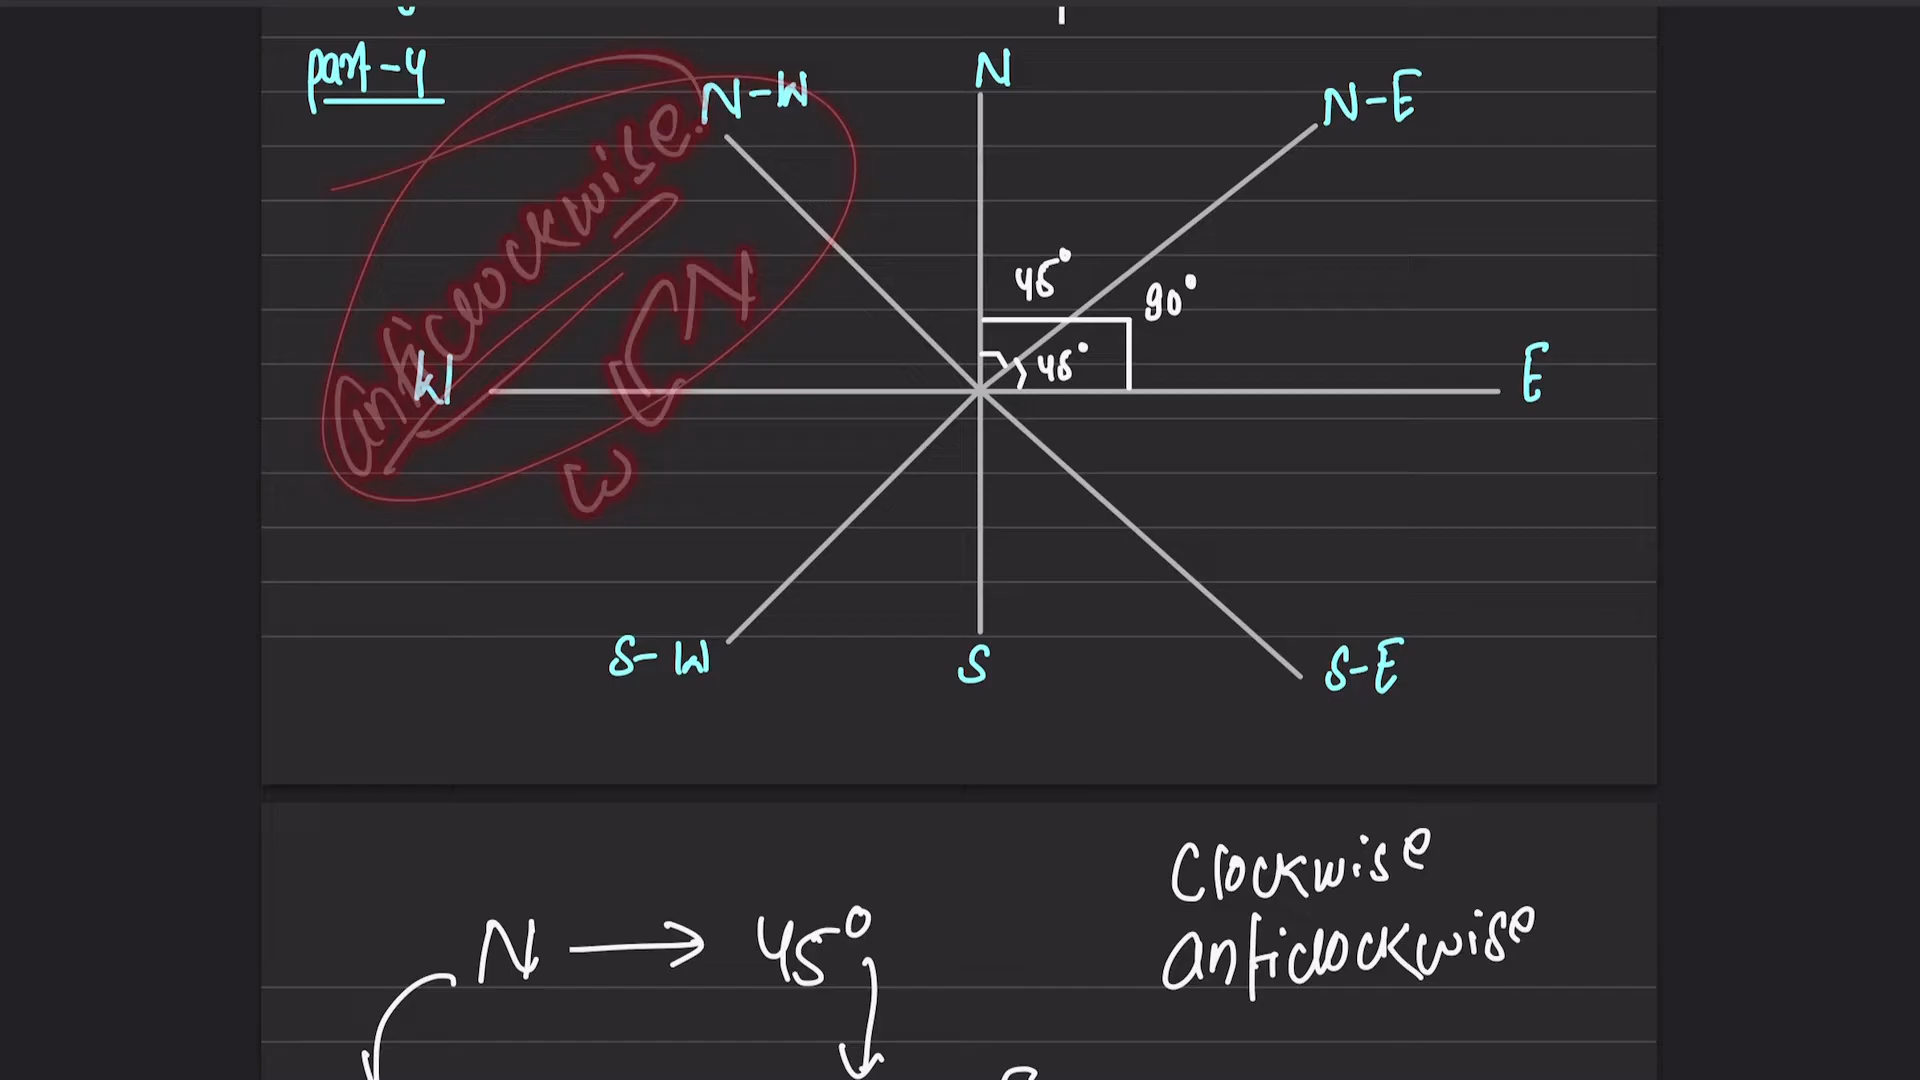 part-4
N-W
N
N-E
anticlockwise
N
45°
90°
45°
W
E
W
S-W
S
S-E
Clockwise
anticlockwise
N → 45°